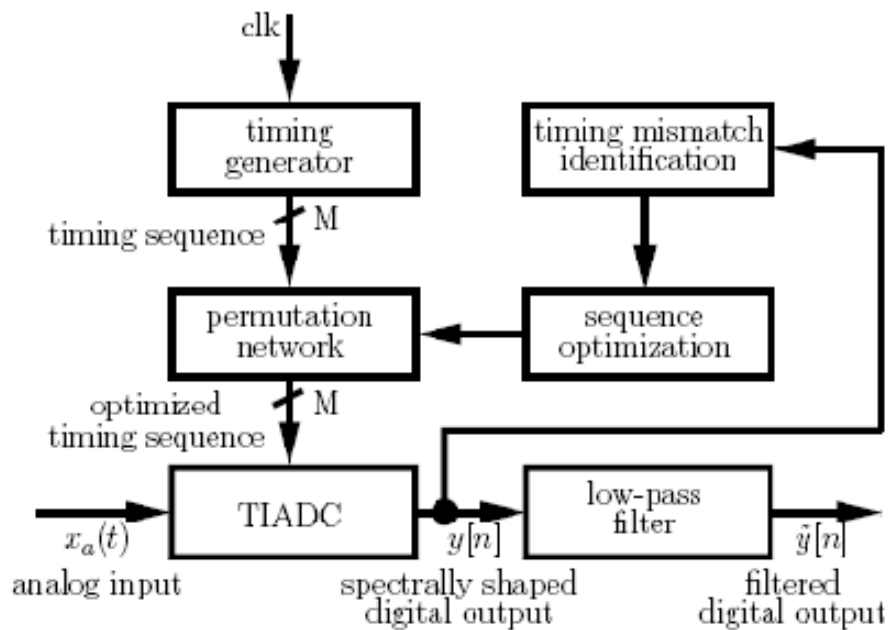 clk
timing
generator
timing mismatch
identification
timing sequence
M
permutation
network
sequence
optimization
optimized
timing sequence
M
TIADC
low-pass
filter
x_a(t)
y[n]
ỹ[n]
analog input
spectrally shaped
digital output
filtered
digital output